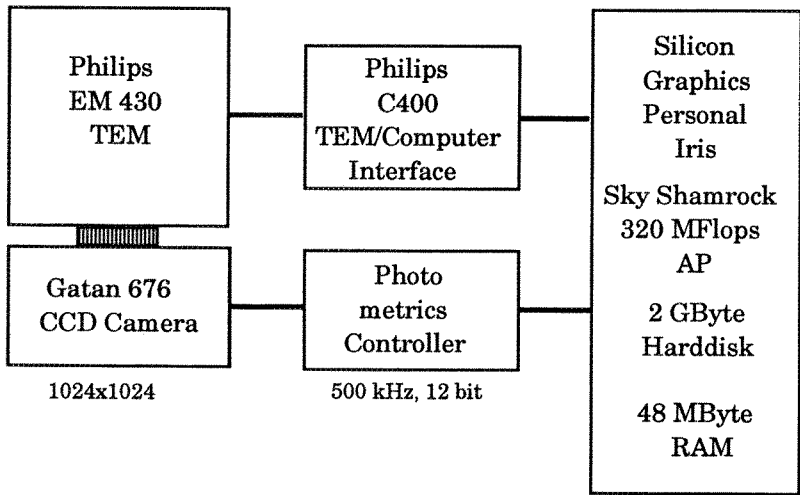 Philips
EM 430
TEM
Philips
C400
TEM/Computer
Interface
Silicon
Graphics
Personal
Iris
Sky Shamrock
320 MFlops
AP
2 GByte
Harddisk
48 MByte
RAM
Gatan 676
CCD Camera
1024x1024
Photo
metrics
Controller
500 kHz, 12 bit